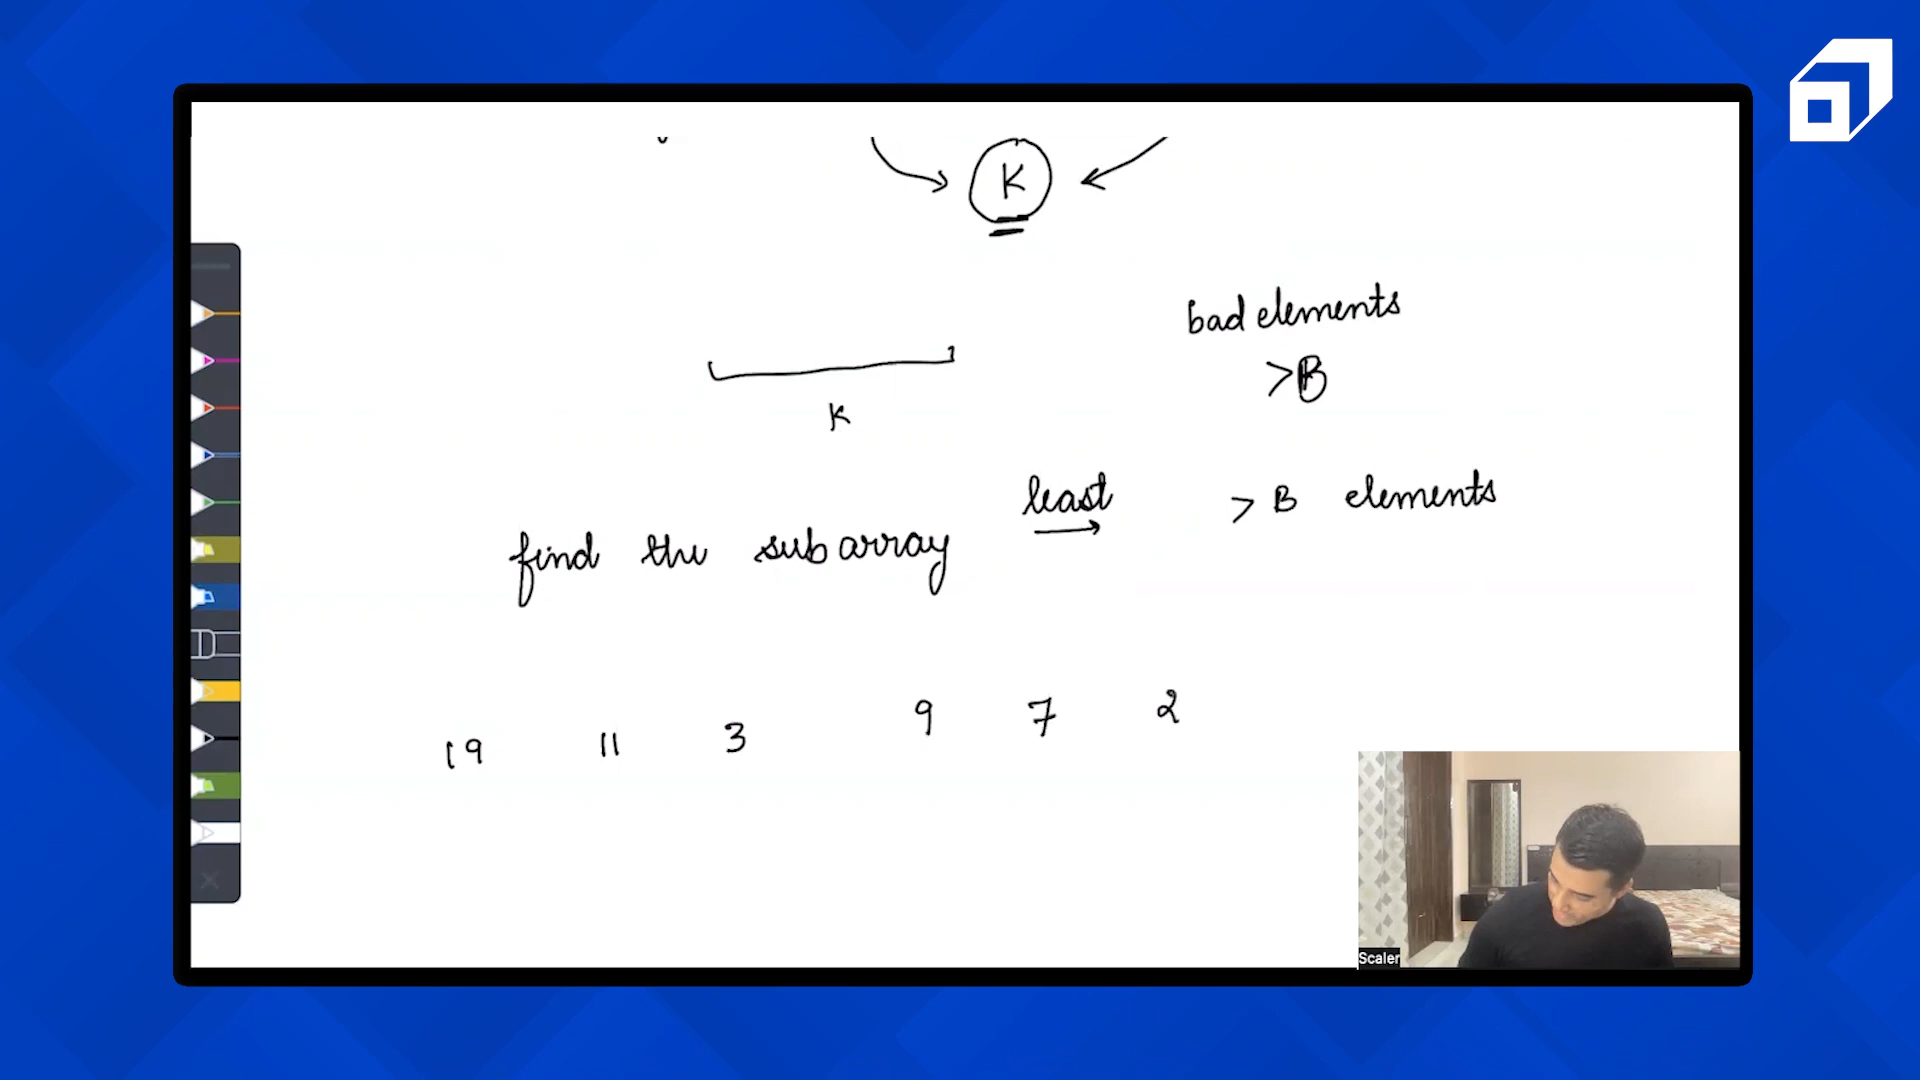 K
bad elements
> B
K
least > B elements
find the subarray
19 11 3 9 7 2
Scaler